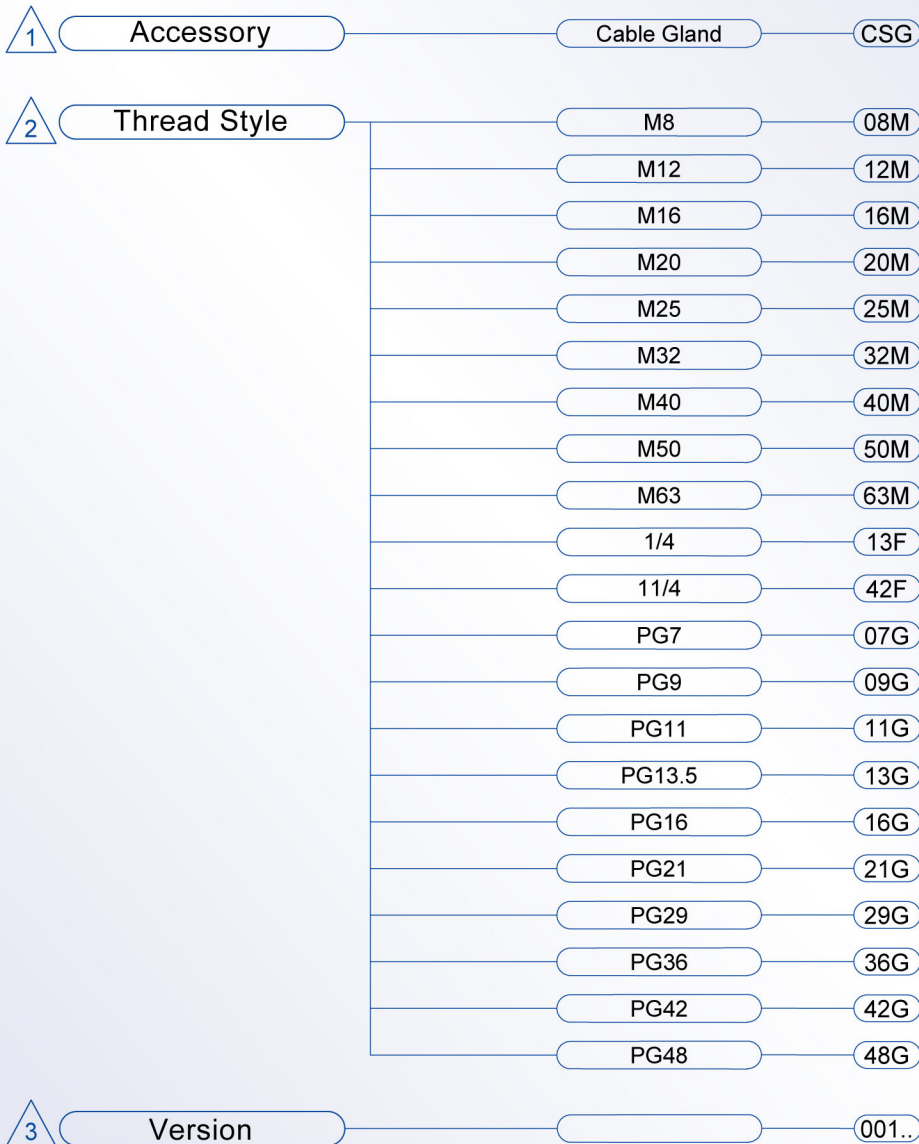 1 Accessory Cable Gland CSG
2 Thread Style M8 08M
M12 12M
M16 16M
M20 20M
M25 25M
M32 32M
M40 40M
M50 50M
M63 63M
1/4 13F
11/4 42F
PG7 07G
PG9 09G
PG11 11G
PG13.5 13G
PG16 16G
PG21 21G
PG29 29G
PG36 36G
PG42 42G
PG48 48G
3 Version 001..